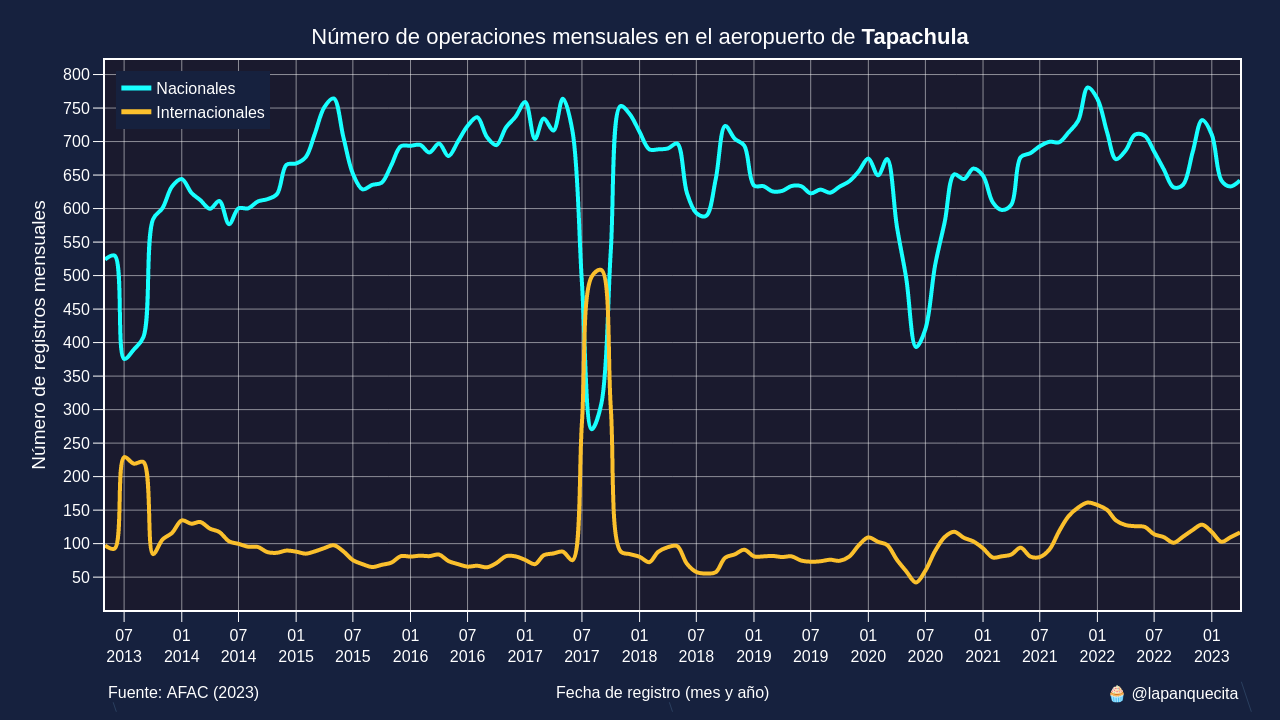 Número de operaciones mensuales en el aeropuerto de Tapachula
Nacionales
Internacionales
Número de registros mensuales
800
750
700
650
600
550
500
450
400
350
300
250
200
150
100
50
07 01 07 01 07 01 07 01 07 01 07 01 07 01 07 01 07 01 07 01
2013 2014 2014 2015 2015 2016 2016 2017 2017 2018 2018 2019 2019 2020 2020 2021 2021 2022 2022 2023
Fuente: AFAC (2023)
Fecha de registro (mes y año)
🧁 @lapanquecita